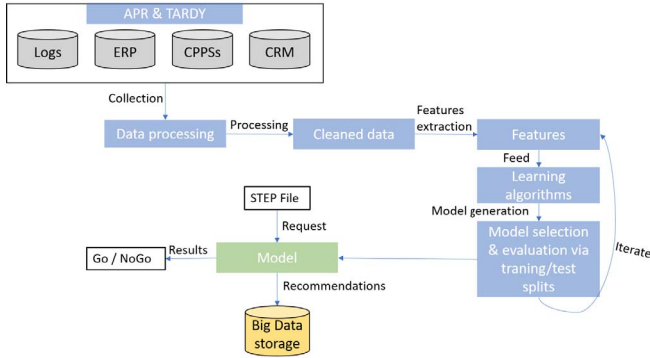 APR & TARDY
Logs
ERP
CPPSs
CRM
Collection
Data processing
Processing
Cleaned data
Features
extraction
Features
Feed
Learning
algorithms
Model generation
Model selection
& evaluation via
traning/test
splits
Iterate
STEP File
Request
Model
Results
Go / NoGo
Recommendations
Big Data
storage